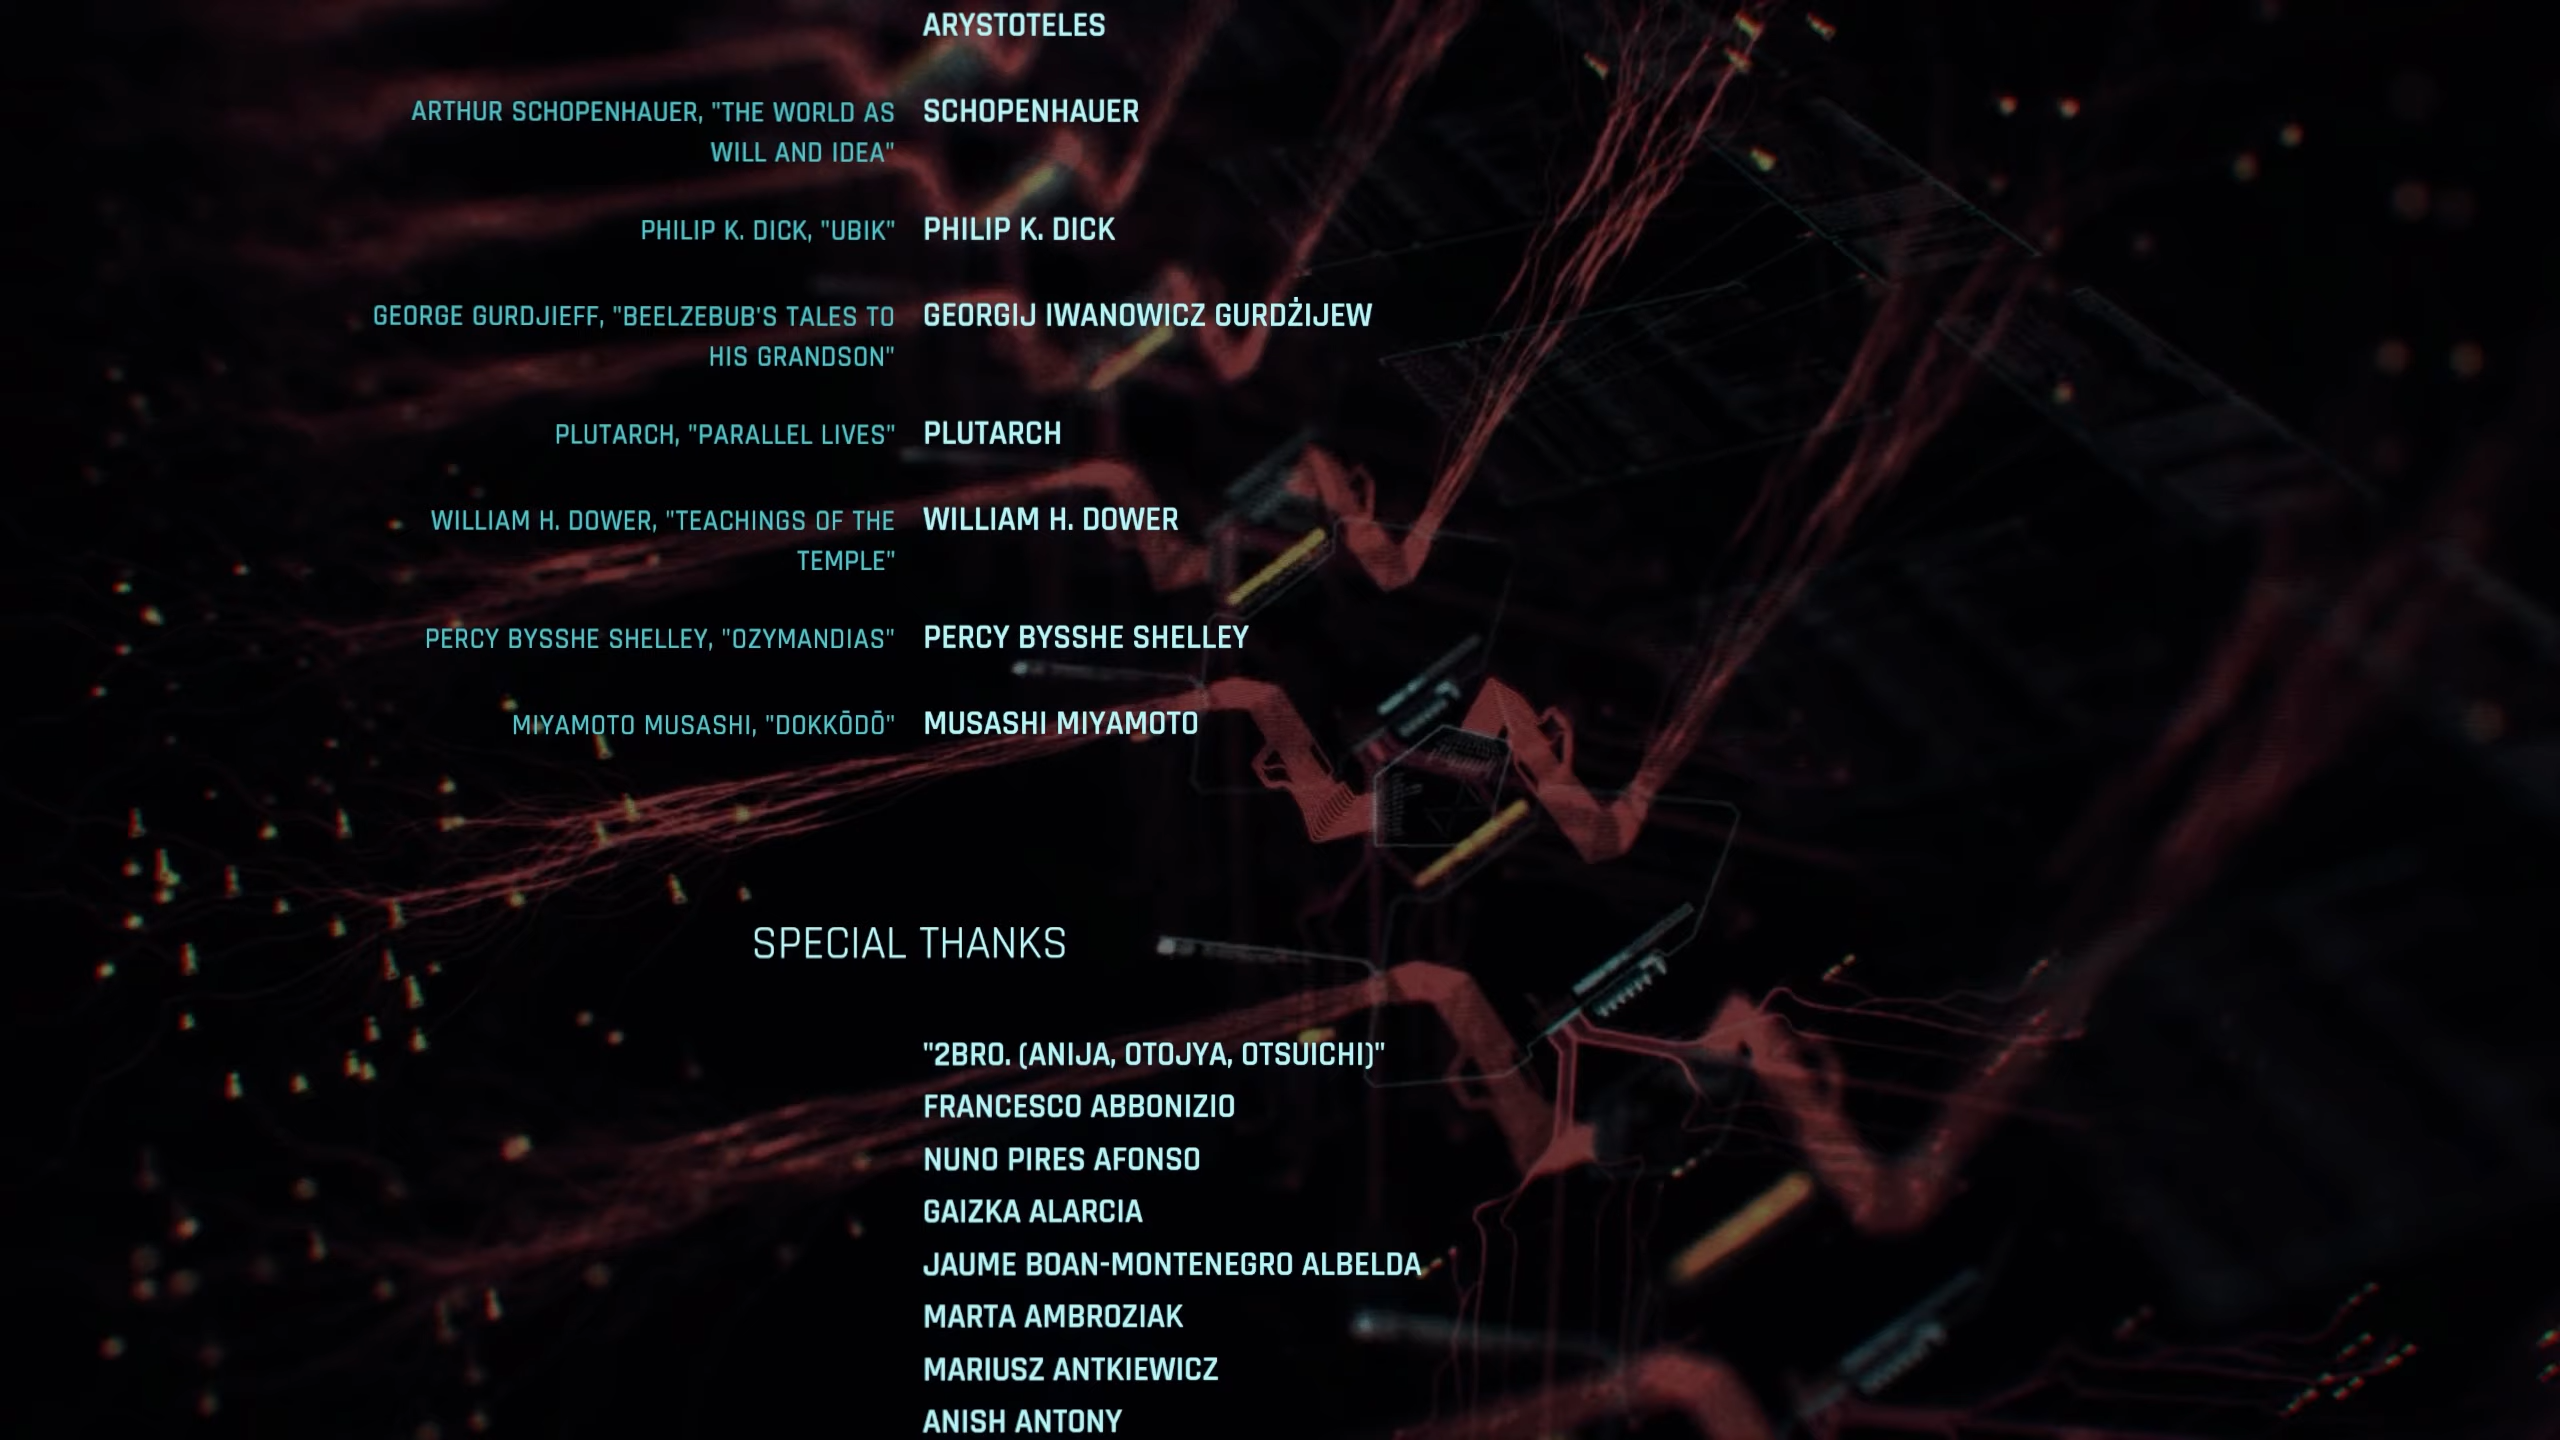 ARYSTOTELES
ARTHUR SCHOPENHAUER, "THE WORLD AS SCHOPENHAUER
WILL AND IDEA"
PHILIP K. DICK, "UBIK" PHILIP K. DICK
GEORGE GURDJIEFF, "BEELZEBUB'S TALES TO GEORGIJ IWANOWICZ GURDŻIJEW
HIS GRANDSON"
PLUTARCH, "PARALLEL LIVES" PLUTARCH
WILLIAM H. DOWER, "TEACHINGS OF THE WILLIAM H. DOWER
TEMPLE"
PERCY BYSSHE SHELLEY, "OZYMANDIAS" PERCY BYSSHE SHELLEY
MIYAMOTO MUSASHI, "DOKKŌDŌ" MUSASHI MIYAMOTO
SPECIAL THANKS
"2BRO. (ANIJA, OTOJYA, OTSUICHI)"
FRANCESCO ABBONIZIO
NUNO PIRES AFONSO
GAIZKA ALARCIA
JAUME BOAN-MONTENEGRO ALBELDA
MARTA AMBROZIAK
MARIUSZ ANTKIEWICZ
ANISH ANTONY